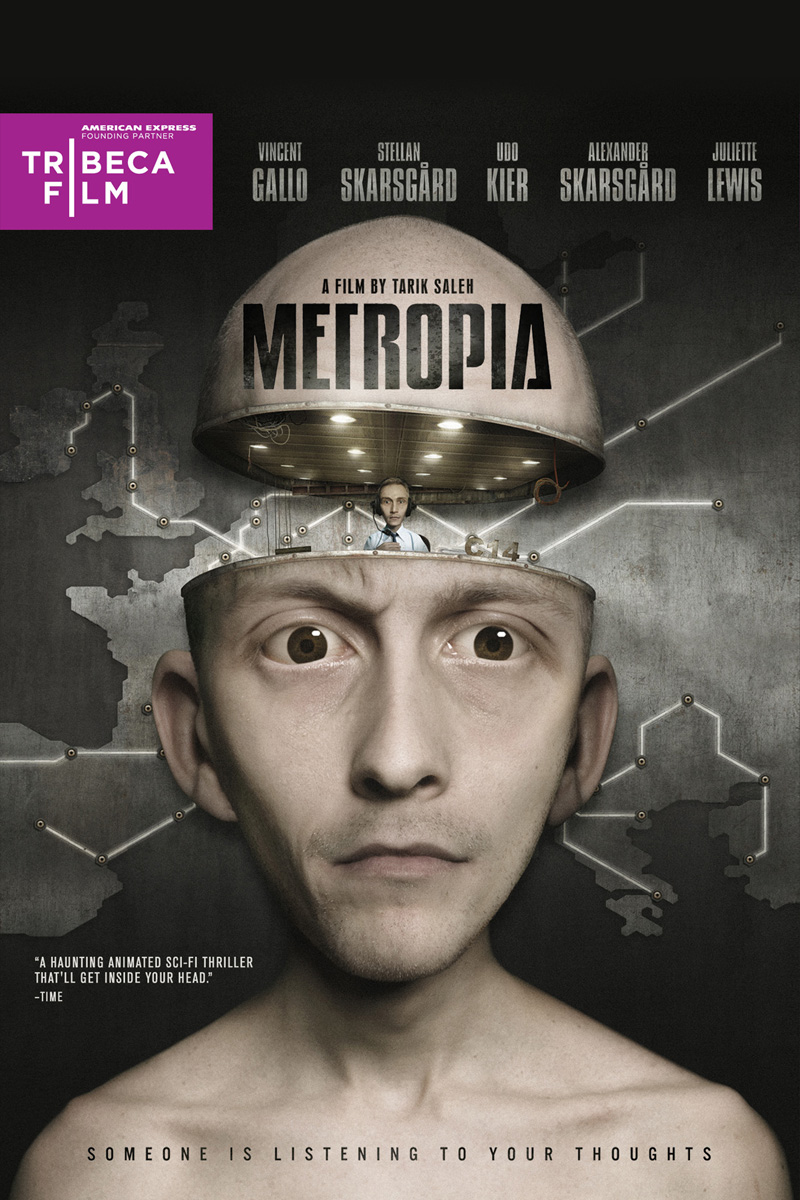 AMERICAN EXPRESS
FOUNDING PARTNER
TRIBECA
FILM
VINCENT GALLO
STELLAN SKARSGÅRD
UDO KIER
ALEXANDER SKARSGÅRD
JULIETTE LEWIS
A FILM BY TARIK SALEH
METROPIA
C-14
“A HAUNTING ANIMATED SCI-FI THRILLER
THAT'LL GET INSIDE YOUR HEAD.”
–TIME
SOMEONE IS LISTENING TO YOUR THOUGHTS